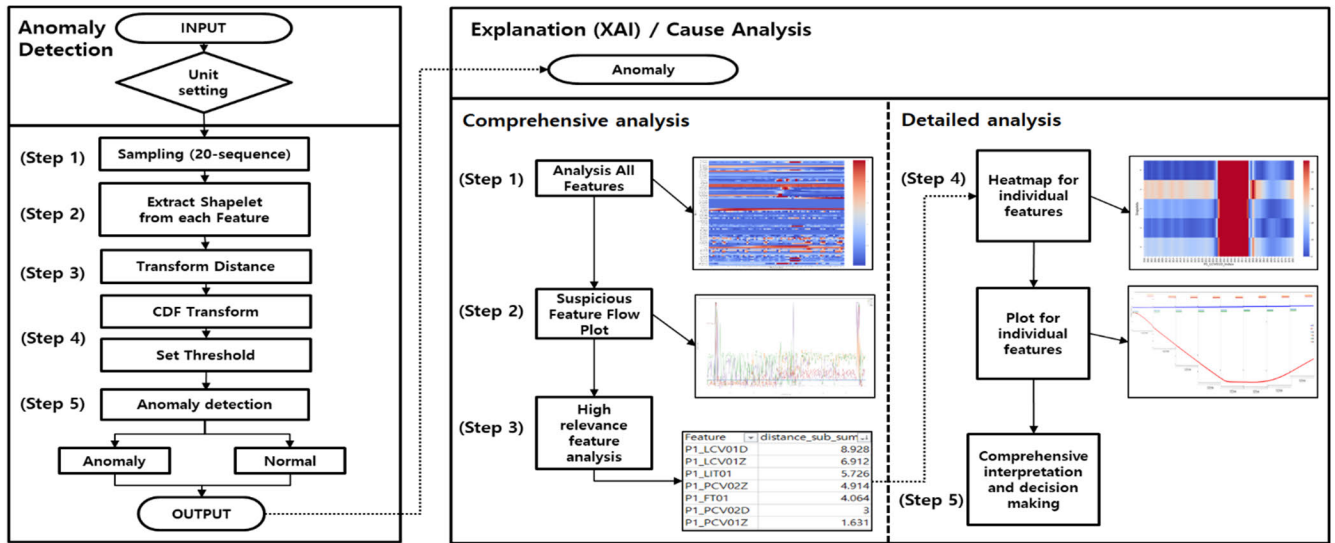 Anomaly
Detection
INPUT
Unit
setting
(Step 1)
Sampling (20-sequence)
(Step 2)
Extract Shapelet
from each Feature
(Step 3)
Transform Distance
CDF Transform
(Step 4)
Set Threshold
(Step 5)
Anomaly detection
Anomaly
Normal
OUTPUT
Explanation (XAI) / Cause Analysis
Anomaly
Comprehensive analysis
(Step 1)
Analysis All
Features
(Step 2)
Suspicious
Feature Flow
Plot
(Step 3)
High
relevance
feature
analysis
Feature distance_sub_sum
P1_LCV01D 8.928
P1_LCV01Z 6.912
P1_LIT01 5.726
P1_PCV02Z 4.914
P1_FT01 4.064
P1_PCV02D 3
P1_PCV01Z 1.631
Detailed analysis
(Step 4)
Heatmap for
individual
features
Plot for
individual
features
(Step 5)
Comprehensive
interpretation
and decision
making